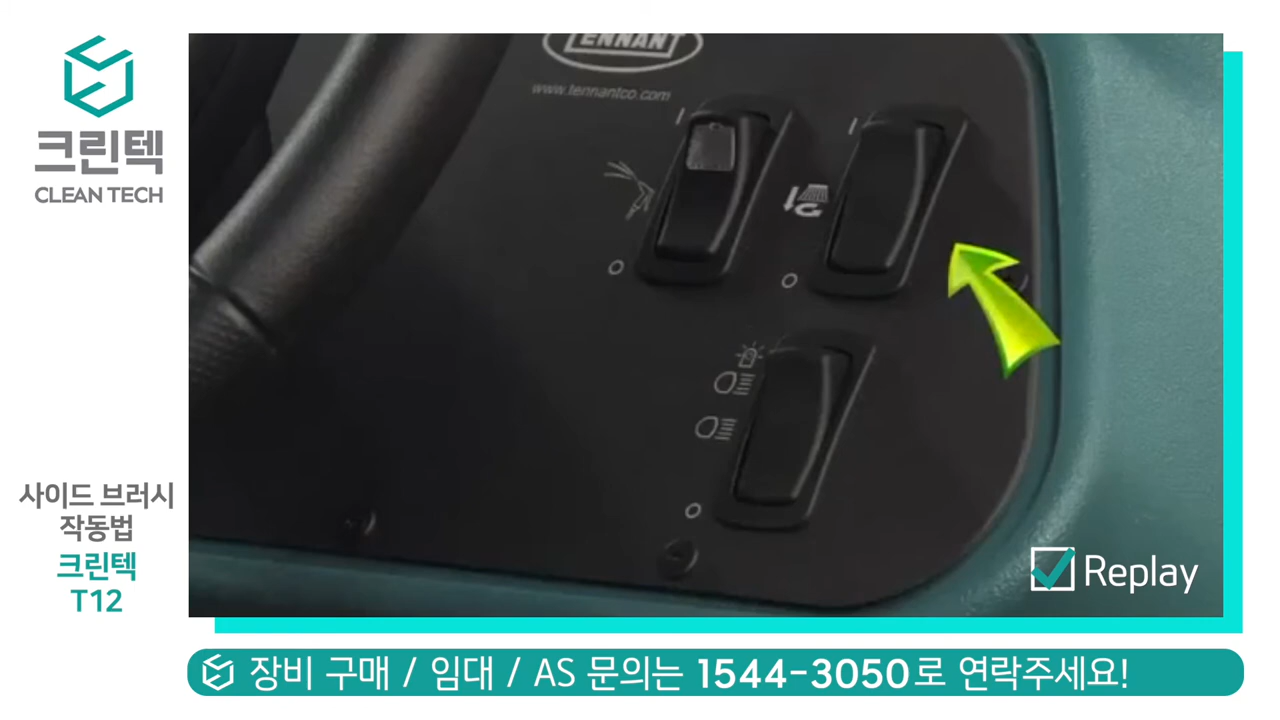 크린텍
CLEAN TECH
TENNANT
www.tennantco.com
사이드 브러시
작동법
크린텍
T12
Replay
장비 구매 / 임대 / AS 문의는 1544-3050로 연락주세요!